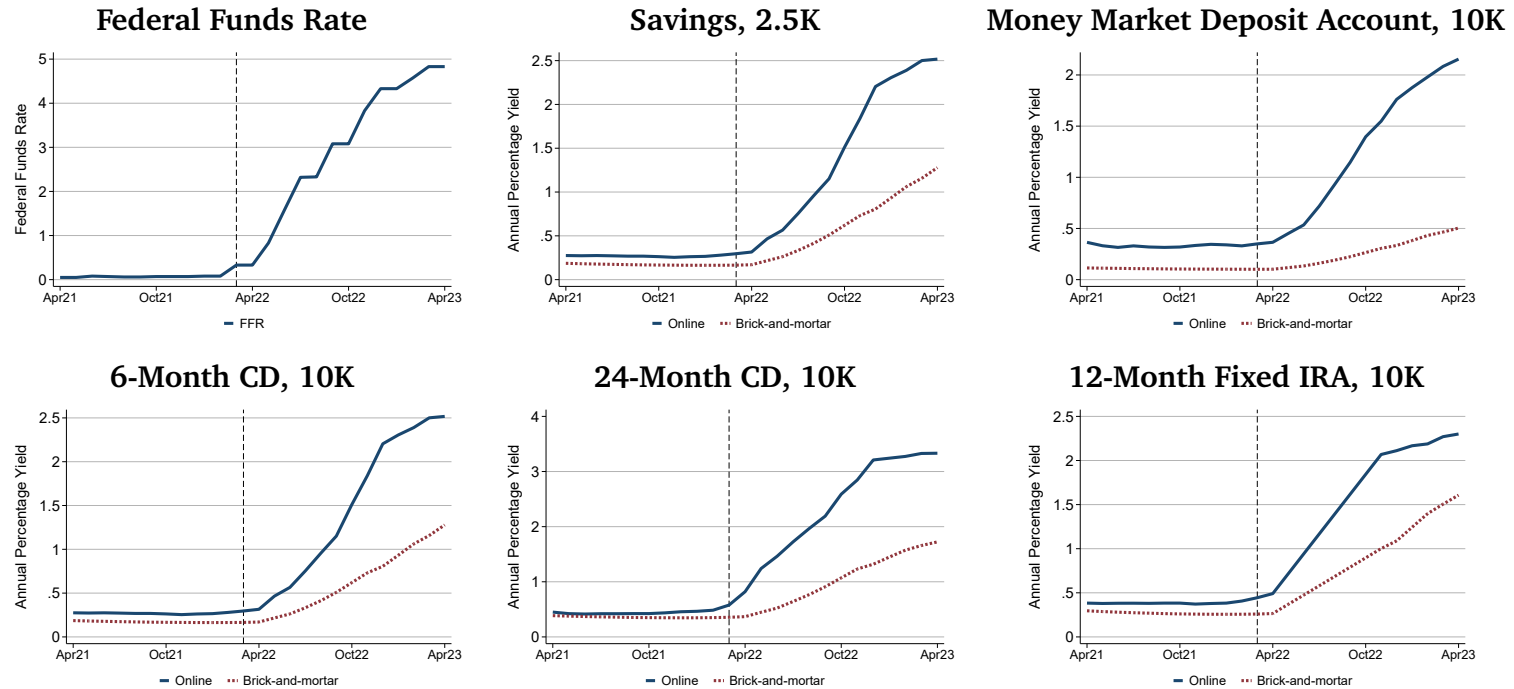 Federal Funds Rate
Federal Funds Rate
5
4
3
2
1
0
Apr21 Oct21 Apr22 Oct22 Apr23
FFR
Savings, 2.5K
Annual Percentage Yield
2.5
2
1.5
1
.5
0
Apr21 Oct21 Apr22 Oct22 Apr23
Online Brick-and-mortar
Money Market Deposit Account, 10K
Annual Percentage Yield
2
1.5
1
.5
0
Apr21 Oct21 Apr22 Oct22 Apr23
Online Brick-and-mortar
6-Month CD, 10K
Annual Percentage Yield
2.5
2
1.5
1
.5
0
Apr21 Oct21 Apr22 Oct22 Apr23
Online Brick-and-mortar
24-Month CD, 10K
Annual Percentage Yield
4
3
2
1
0
Apr21 Oct21 Apr22 Oct22 Apr23
Online Brick-and-mortar
12-Month Fixed IRA, 10K
Annual Percentage Yield
2.5
2
1.5
1
.5
0
Apr21 Oct21 Apr22 Oct22 Apr23
Online Brick-and-mortar